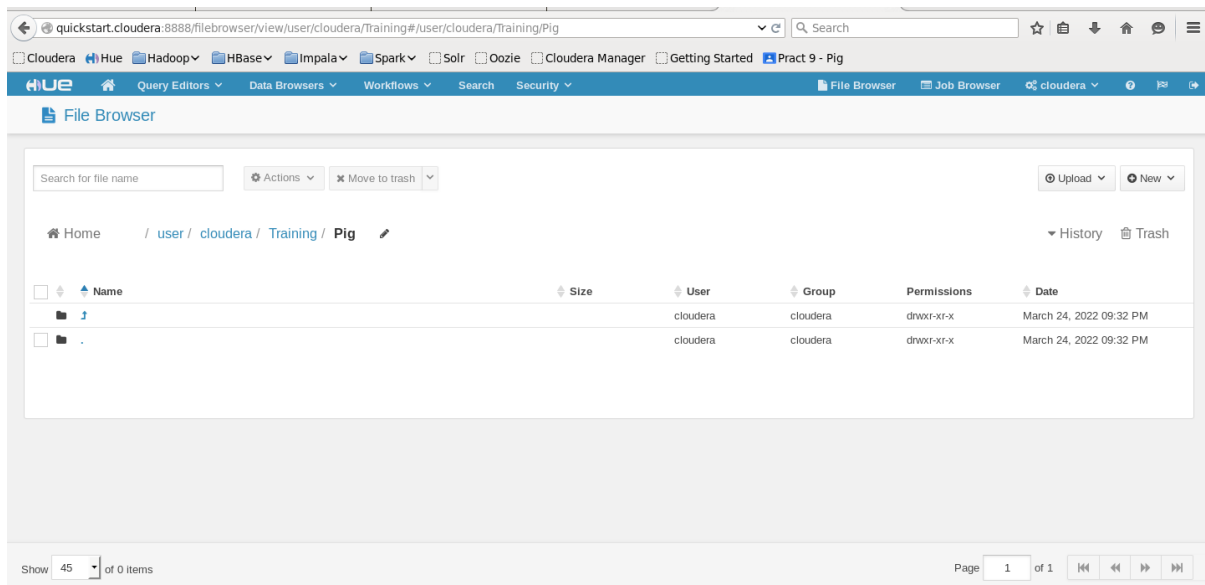 quickstart.cloudera:8888/filebrowser/view/user/cloudera/Training#/user/cloudera/Training/Pig Search
Cloudera Hue Hadoop HBase Impala Spark Solr Oozie Cloudera Manager Getting Started Pract 9 - Pig
HUE Query Editors Data Browsers Workflows Search Security File Browser Job Browser cloudera
File Browser
Search for file name Actions Move to trash Upload New
Home / user / cloudera / Training / Pig History Trash
Name Size User Group Permissions Date
cloudera cloudera drwxr-xr-x March 24, 2022 09:32 PM
. cloudera cloudera drwxr-xr-x March 24, 2022 09:32 PM
Show 45 of 0 items Page 1 of 1